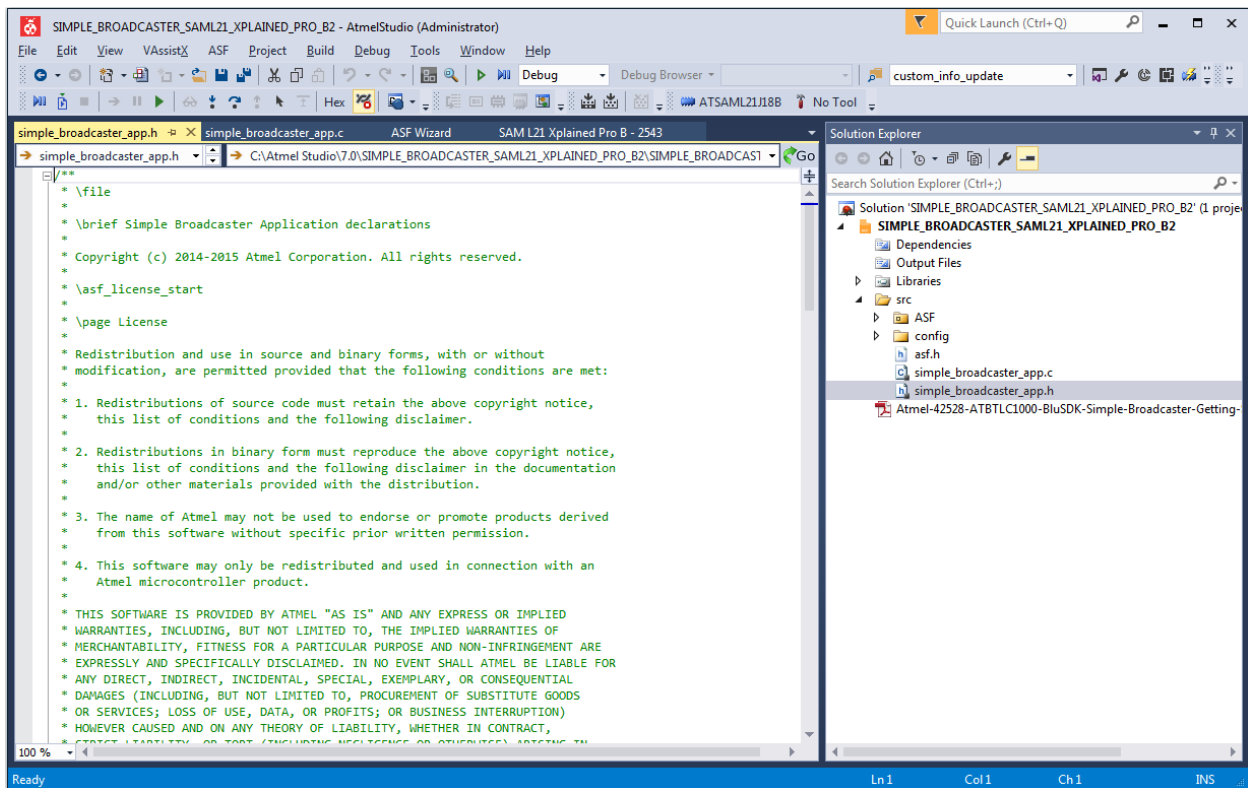 SIMPLE_BROADCASTER_SAML21_XPLAINED_PRO_B2 - AtmelStudio (Administrator)
Quick Launch (Ctrl+Q)
File Edit View VAssistX ASF Project Build Debug Tools Window Help
Debug Debug Browser custom_info_update
Hex ATSAML21J18B No Tool
simple_broadcaster_app.h simple_broadcaster_app.c ASF Wizard SAM L21 Xplained Pro B - 2543
simple_broadcaster_app.h C:\Atmel Studio\7.0\SIMPLE_BROADCASTER_SAML21_XPLAINED_PRO_B2\SIMPLE_BROADCAST Go
/**
* \file
*
* \brief Simple Broadcaster Application declarations
*
* Copyright (c) 2014-2015 Atmel Corporation. All rights reserved.
*
* \asf_license_start
*
* \page License
*
* Redistribution and use in source and binary forms, with or without
* modification, are permitted provided that the following conditions are met:
*
* 1. Redistributions of source code must retain the above copyright notice,
* this list of conditions and the following disclaimer.
*
* 2. Redistributions in binary form must reproduce the above copyright notice,
* this list of conditions and the following disclaimer in the documentation
* and/or other materials provided with the distribution.
*
* 3. The name of Atmel may not be used to endorse or promote products derived
* from this software without specific prior written permission.
*
* 4. This software may only be redistributed and used in connection with an
* Atmel microcontroller product.
*
* THIS SOFTWARE IS PROVIDED BY ATMEL "AS IS" AND ANY EXPRESS OR IMPLIED
* WARRANTIES, INCLUDING, BUT NOT LIMITED TO, THE IMPLIED WARRANTIES OF
* MERCHANTABILITY, FITNESS FOR A PARTICULAR PURPOSE AND NON-INFRINGEMENT ARE
* EXPRESSLY AND SPECIFICALLY DISCLAIMED. IN NO EVENT SHALL ATMEL BE LIABLE FOR
* ANY DIRECT, INDIRECT, INCIDENTAL, SPECIAL, EXEMPLARY, OR CONSEQUENTIAL
* DAMAGES (INCLUDING, BUT NOT LIMITED TO, PROCUREMENT OF SUBSTITUTE GOODS
* OR SERVICES; LOSS OF USE, DATA, OR PROFITS; OR BUSINESS INTERRUPTION)
* HOWEVER CAUSED AND ON ANY THEORY OF LIABILITY, WHETHER IN CONTRACT,
* STRICT LIABILITY, OR TORT (INCLUDING NEGLIGENCE OR OTHERWISE) ARISING IN
100 %
Solution Explorer
Search Solution Explorer (Ctrl+;)
Solution 'SIMPLE_BROADCASTER_SAML21_XPLAINED_PRO_B2' (1 proje
SIMPLE_BROADCASTER_SAML21_XPLAINED_PRO_B2
Dependencies
Output Files
Libraries
src
ASF
config
asf.h
simple_broadcaster_app.c
simple_broadcaster_app.h
Atmel-42528-ATBTLC1000-BluSDK-Simple-Broadcaster-Getting-
Ready Ln 1 Col 1 Ch 1 INS